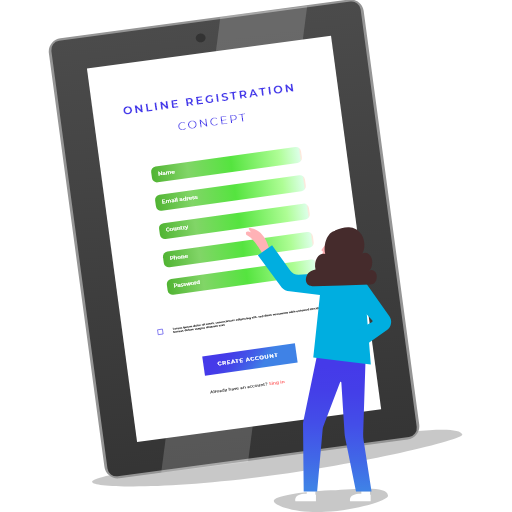 ONLINE REGISTRATION
CONCEPT
Name
Email adress
Country
Phone
Password
CREATE ACCOUNT
Already have an account? Sing in